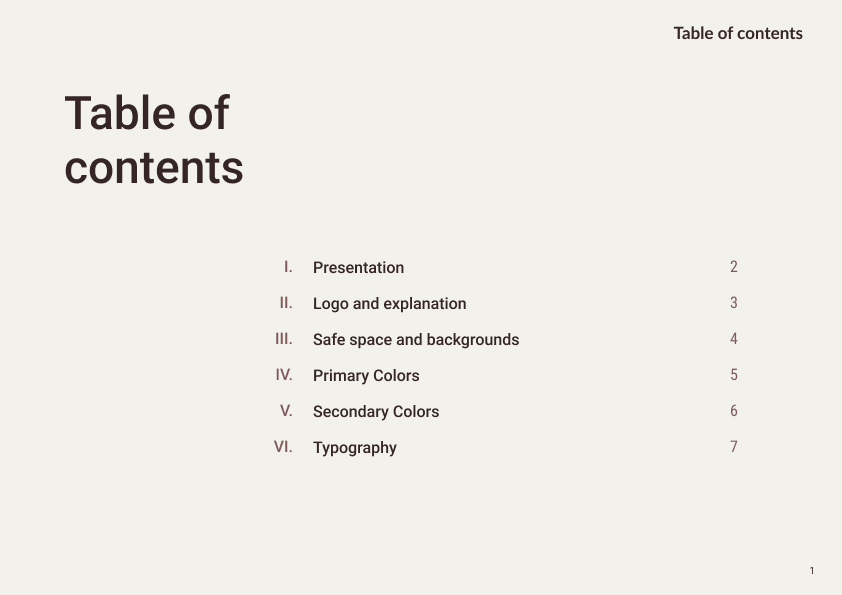 Table of contents
Table of
contents
I. Presentation 2
II. Logo and explanation 3
III. Safe space and backgrounds 4
IV. Primary Colors 5
V. Secondary Colors 6
VI. Typography 7
1